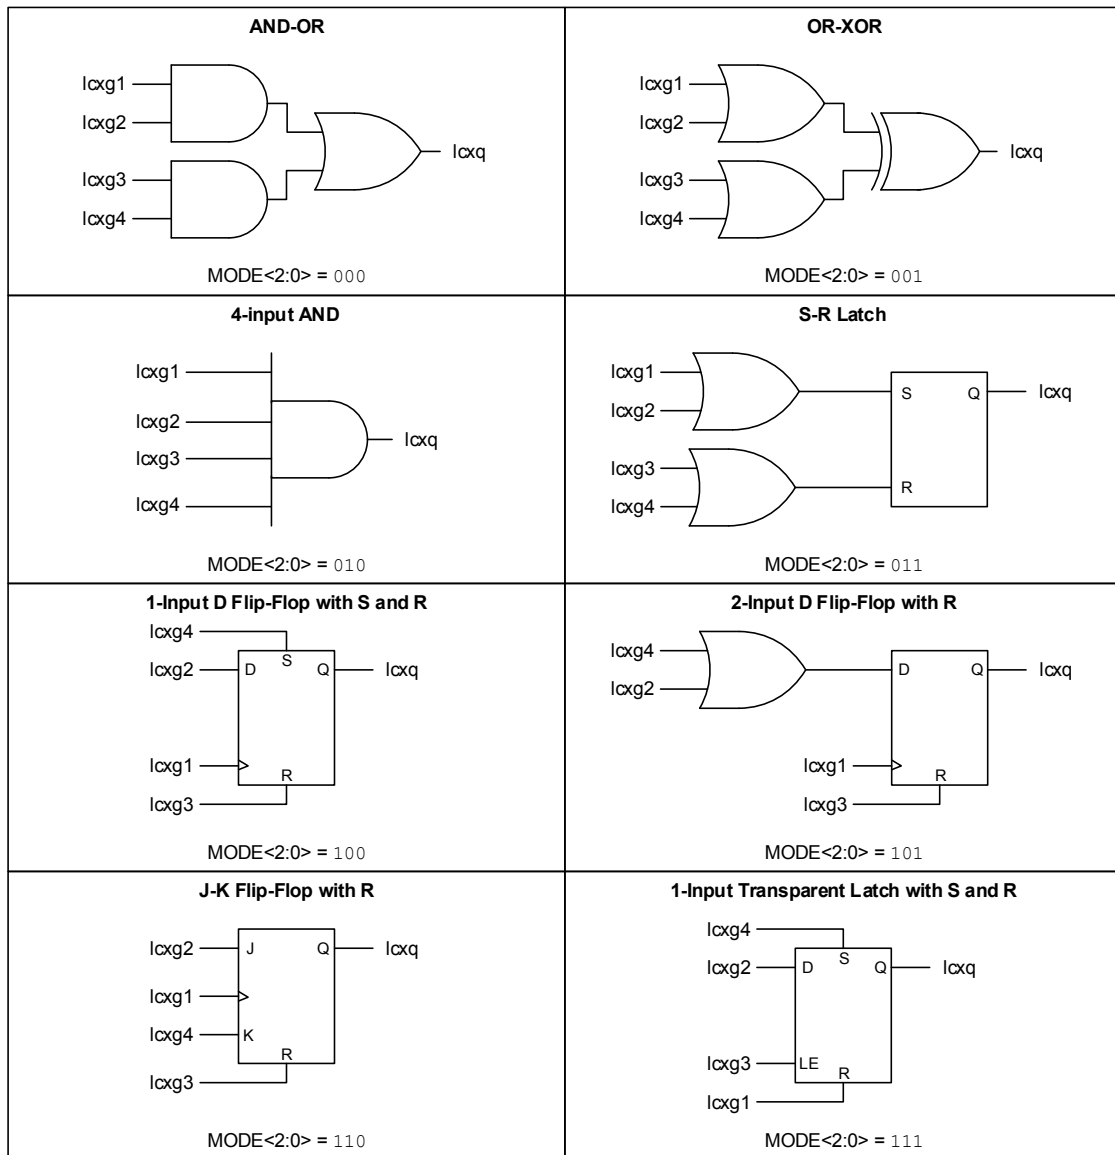 AND-OR
lcxg1
lcxg2
lcxg3
lcxg4
lcxq
MODE<2:0> = 000
OR-XOR
lcxg1
lcxg2
lcxg3
lcxg4
lcxq
MODE<2:0> = 001
4-input AND
lcxg1
lcxg2
lcxg3
lcxg4
lcxq
MODE<2:0> = 010
S-R Latch
lcxg1
lcxg2
lcxg3
lcxg4
S
Q
lcxq
R
MODE<2:0> = 011
1-Input D Flip-Flop with S and R
lcxg4
S
lcxg2
D
Q
lcxq
lcxg1
R
lcxg3
MODE<2:0> = 100
2-Input D Flip-Flop with R
lcxg4
lcxg2
D
Q
lcxq
lcxg1
R
lcxg3
MODE<2:0> = 101
J-K Flip-Flop with R
lcxg2
J
Q
lcxq
lcxg1
lcxg4
K
R
lcxg3
MODE<2:0> = 110
1-Input Transparent Latch with S and R
lcxg4
S
lcxg2
D
Q
lcxq
lcxg3
LE
R
lcxg1
MODE<2:0> = 111